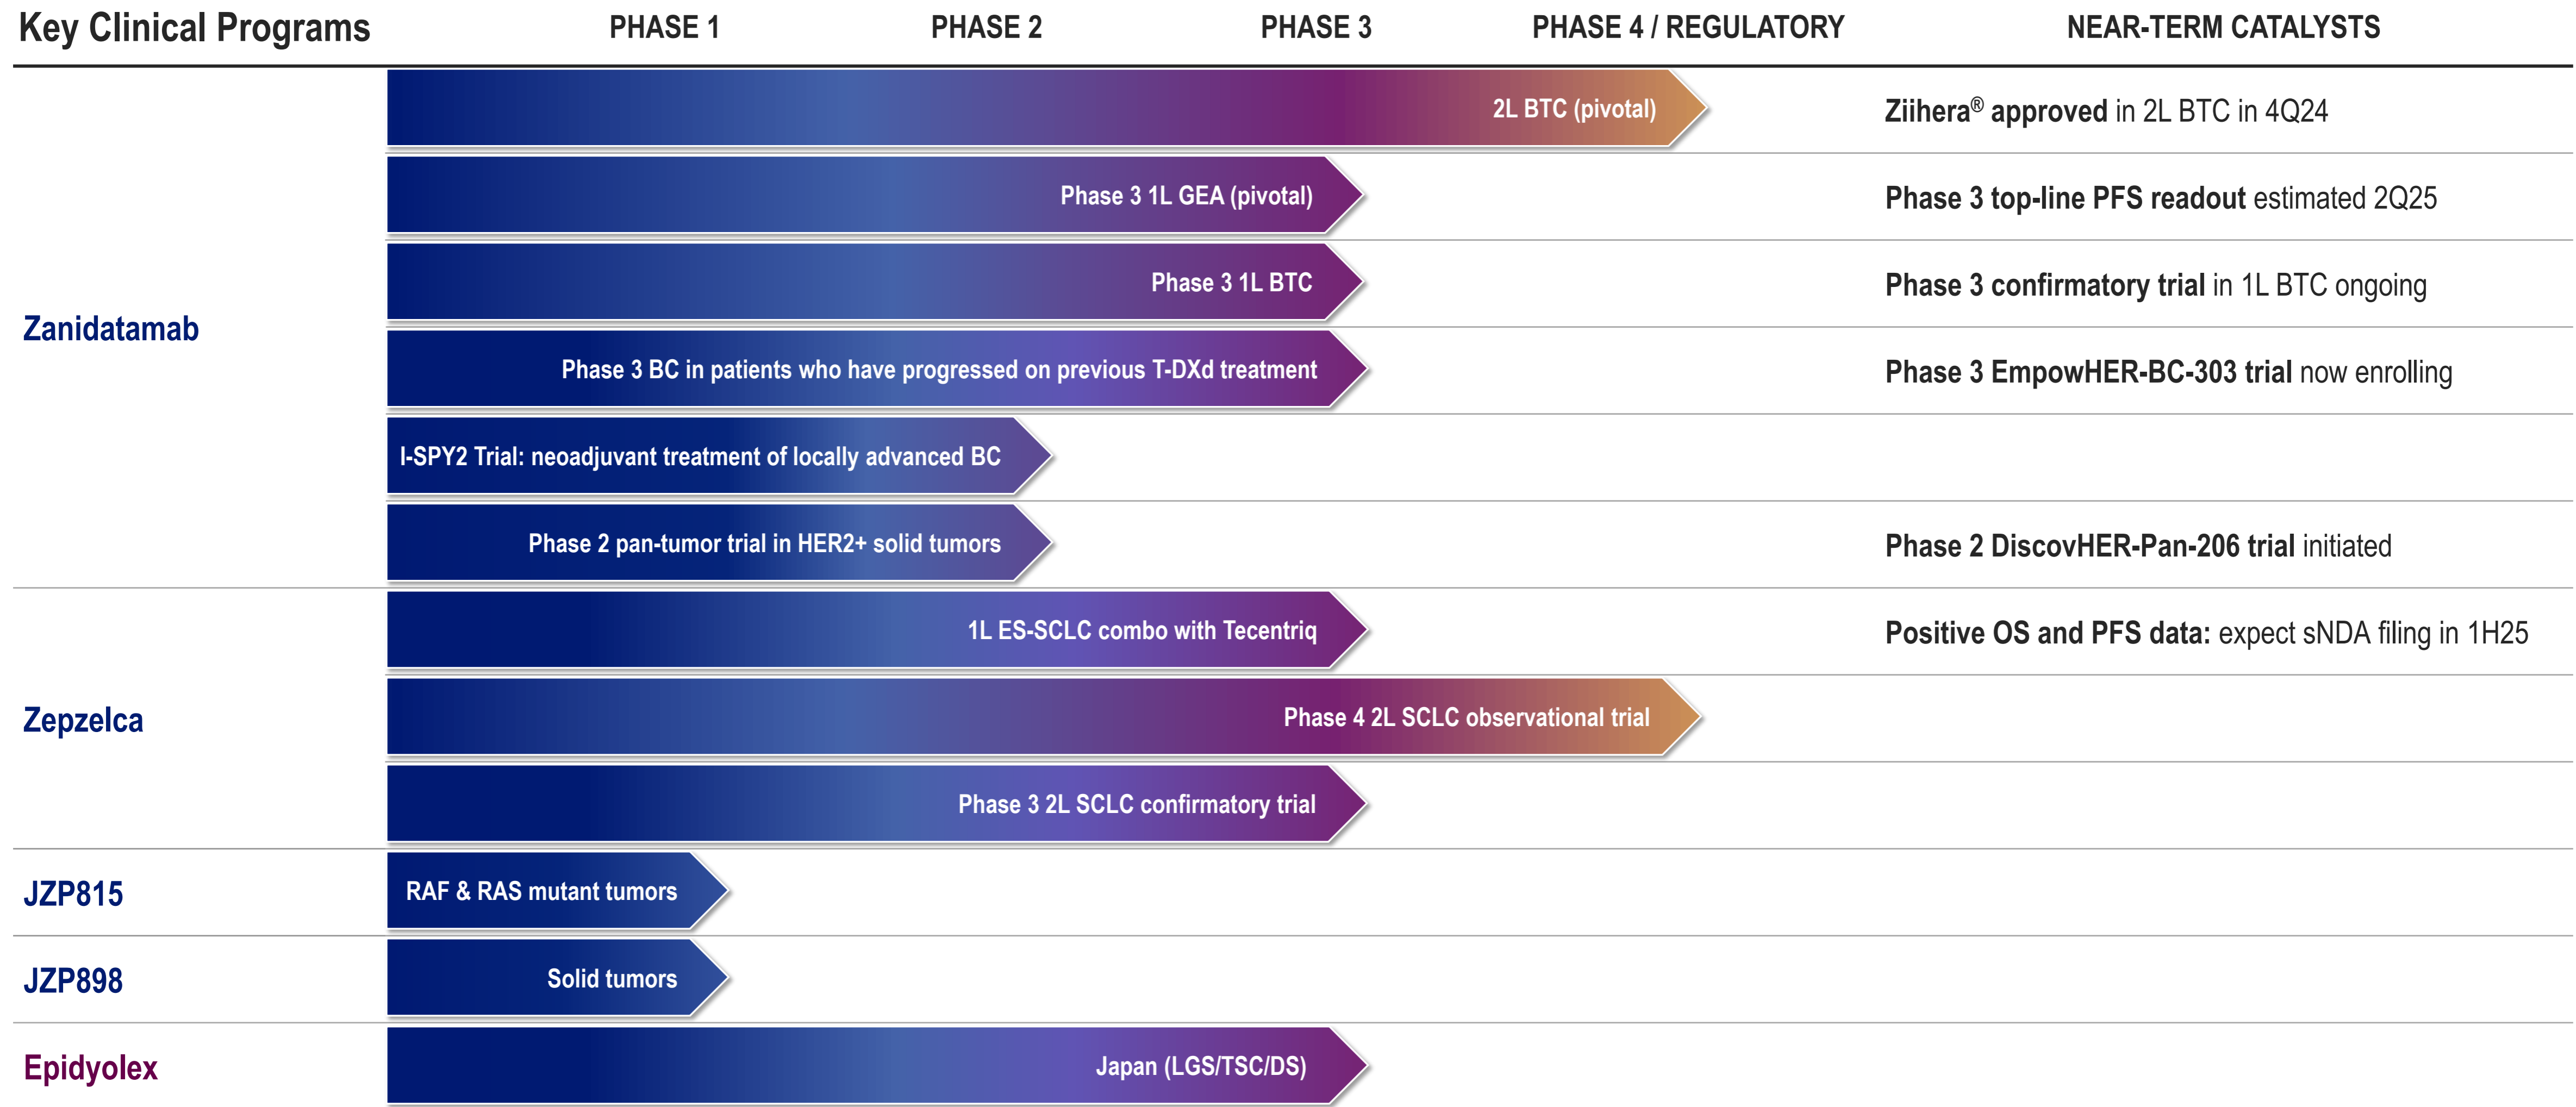 Key Clinical Programs PHASE 1 PHASE 2 PHASE 3 PHASE 4 / REGULATORY NEAR-TERM CATALYSTS
Zanidatamab
2L BTC (pivotal) Ziihera® approved in 2L BTC in 4Q24
Phase 3 1L GEA (pivotal) Phase 3 top-line PFS readout estimated 2Q25
Phase 3 1L BTC Phase 3 confirmatory trial in 1L BTC ongoing
Phase 3 BC in patients who have progressed on previous T-DXd treatment Phase 3 EmpowHER-BC-303 trial now enrolling
I-SPY2 Trial: neoadjuvant treatment of locally advanced BC
Phase 2 pan-tumor trial in HER2+ solid tumors Phase 2 DiscovHER-Pan-206 trial initiated
Zepzelca
1L ES-SCLC combo with Tecentriq Positive OS and PFS data: expect sNDA filing in 1H25
Phase 4 2L SCLC observational trial
Phase 3 2L SCLC confirmatory trial
JZP815 RAF & RAS mutant tumors
JZP898 Solid tumors
Epidyolex Japan (LGS/TSC/DS)